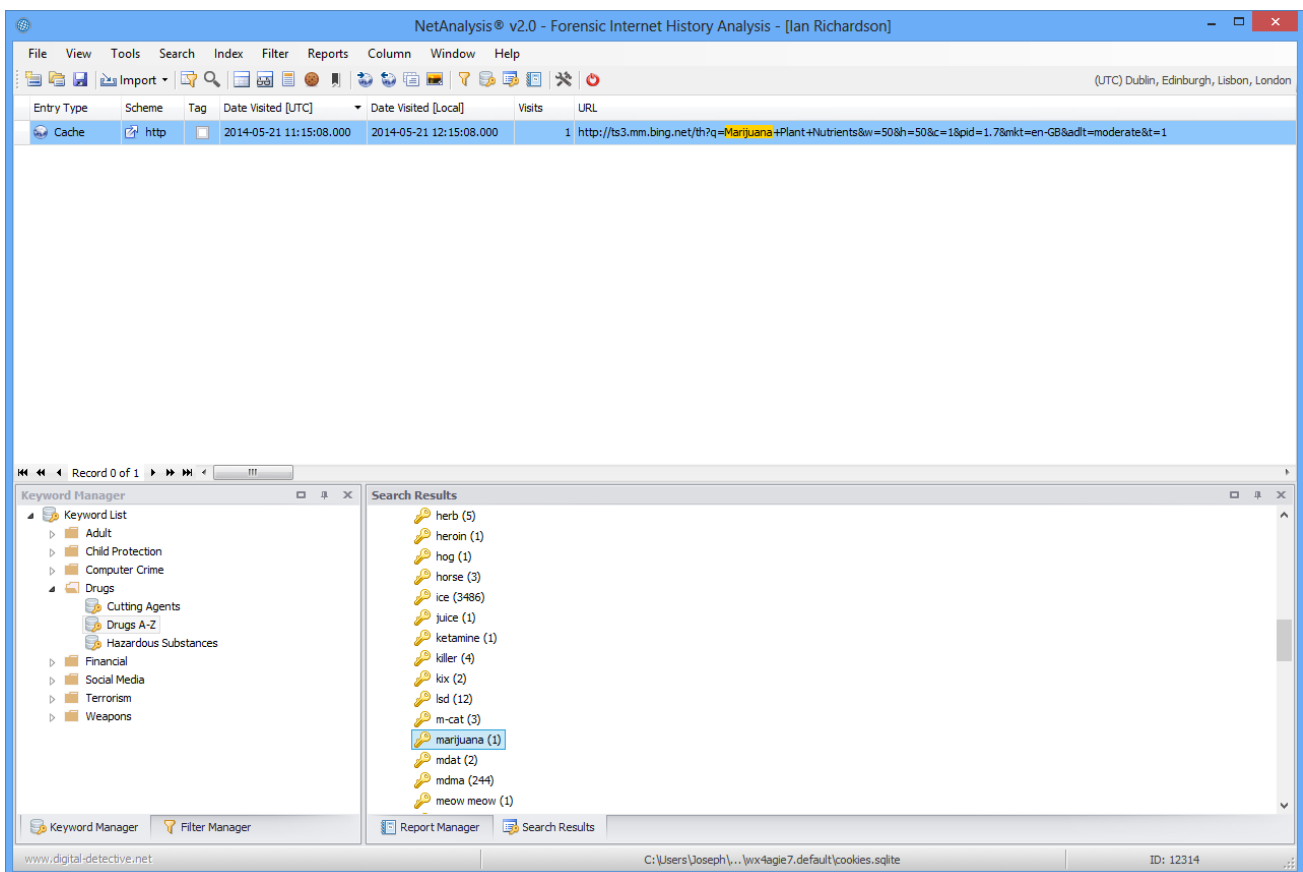 NetAnalysis® v2.0 - Forensic Internet History Analysis - [Ian Richardson]
File View Tools Search Index Filter Reports Column Window Help
Import (UTC) Dublin, Edinburgh, Lisbon, London
Entry Type Scheme Tag Date Visited [UTC] Date Visited [Local] Visits URL
Cache http 2014-05-21 11:15:08.000 2014-05-21 12:15:08.000 1 http://ts3.mm.bing.net/th?q=Marijuana+Plant+Nutrients&w=50&h=50&c=1&pid=1.7&mkt=en-GB&adlt=moderate&t=1
Record 0 of 1
Keyword Manager
Keyword List
Adult
Child Protection
Computer Crime
Drugs
Cutting Agents
Drugs A-Z
Hazardous Substances
Financial
Social Media
Terrorism
Weapons
Keyword Manager Filter Manager
Search Results
herb (5)
heroin (1)
hog (1)
horse (3)
ice (3486)
juice (1)
ketamine (1)
killer (4)
kix (2)
lsd (12)
m-cat (3)
marijuana (1)
mdat (2)
mdma (244)
meow meow (1)
Report Manager Search Results
www.digital-detective.net C:\Users\Joseph\...\wx4agie7.default\cookies.sqlite ID: 12314